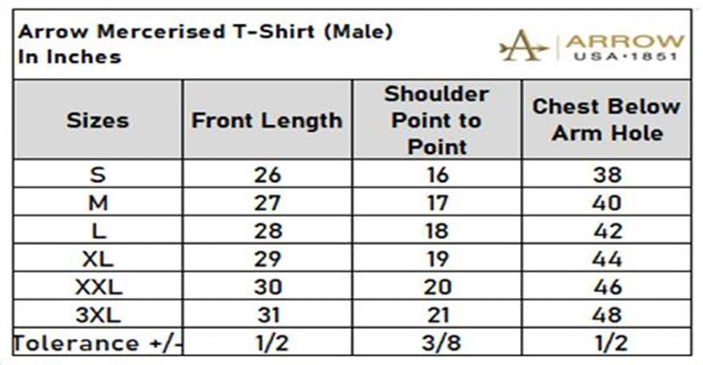 Arrow Mercerised T-Shirt (Male)
In Inches
ARROW
USA·1851
Sizes Front Length Shoulder Point to Point Chest Below Arm Hole
S 26 16 38
M 27 17 40
L 28 18 42
XL 29 19 44
XXL 30 20 46
3XL 31 21 48
Tolerance +/- 1/2 3/8 1/2